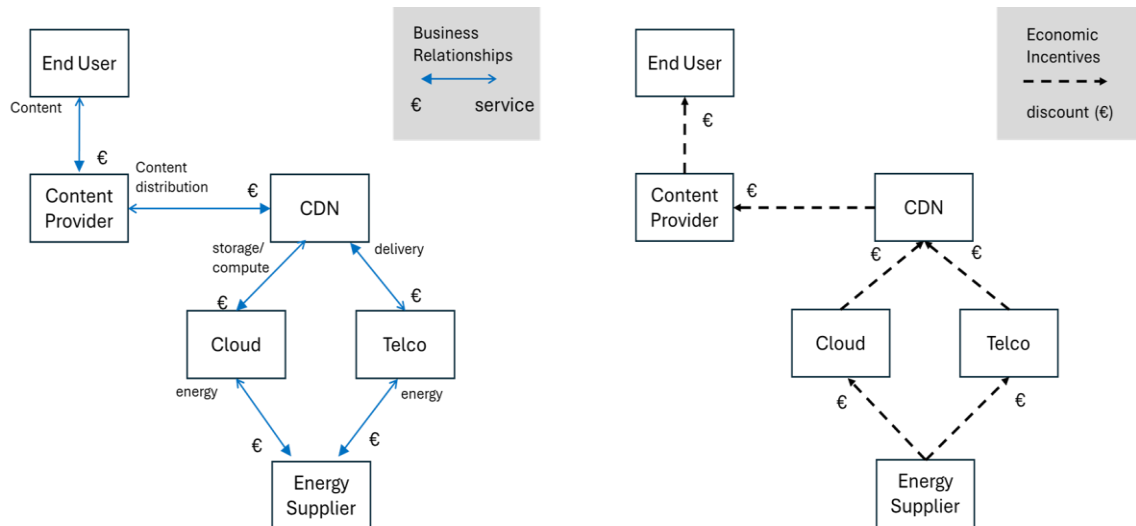 End User
Business
Relationships
€
service
Content
€
Content
distribution
€
Content
Provider
CDN
storage/
compute
delivery
€
€
Cloud
Telco
energy
energy
€
€
Energy
Supplier
End User
Economic
Incentives
discount (€)
€
Content
Provider
€
CDN
€
€
Cloud
Telco
€
€
Energy
Supplier